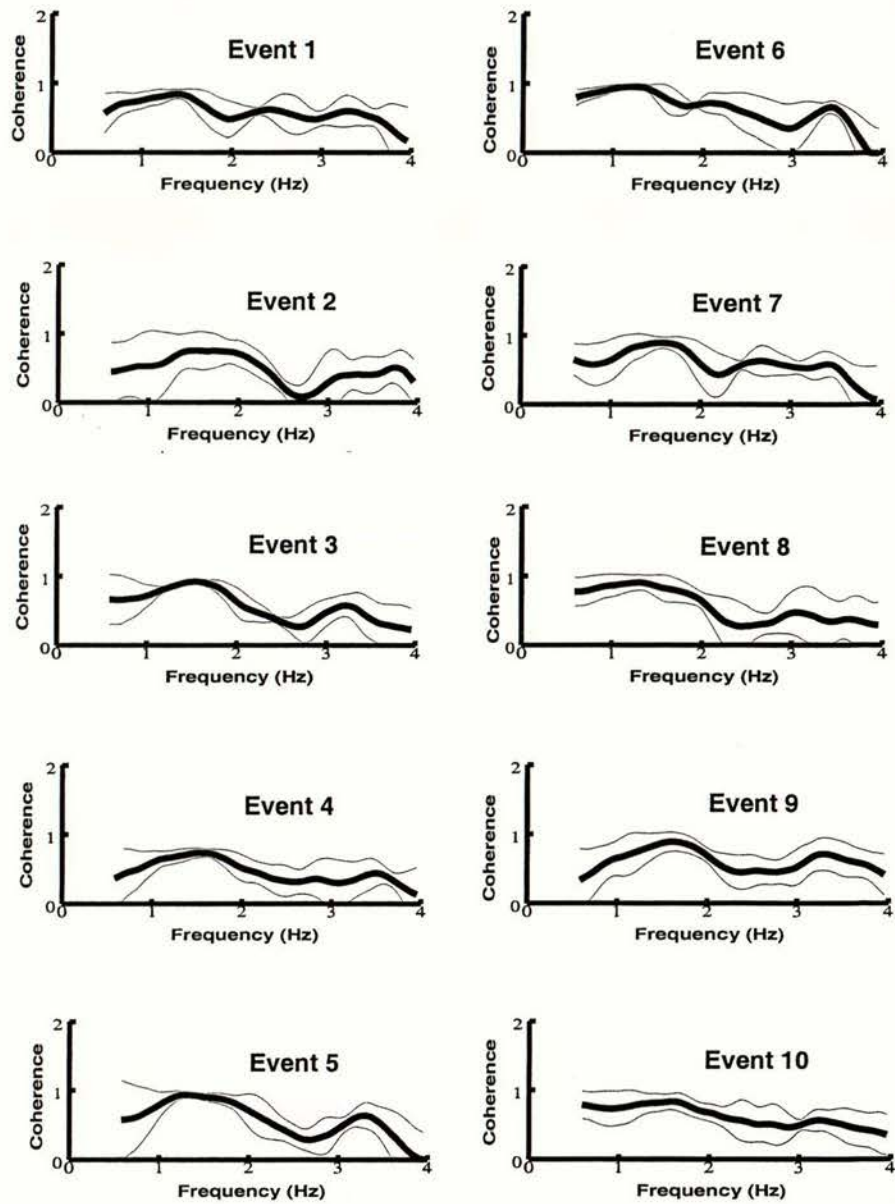 2
Event 1
Coherence
1
0
0 1 2 3 4
Frequency (Hz)
2
Event 6
Coherence
1
0
0 1 2 3 4
Frequency (Hz)
2
Event 2
Coherence
1
0
0 1 2 3 4
Frequency (Hz)
2
Event 7
Coherence
1
0
0 1 2 3 4
Frequency (Hz)
2
Event 3
Coherence
1
0
0 1 2 3 4
Frequency (Hz)
2
Event 8
Coherence
1
0
0 1 2 3 4
Frequency (Hz)
2
Event 4
Coherence
1
0
0 1 2 3 4
Frequency (Hz)
2
Event 9
Coherence
1
0
0 1 2 3 4
Frequency (Hz)
2
Event 5
Coherence
1
0
0 1 2 3 4
Frequency (Hz)
2
Event 10
Coherence
1
0
0 1 2 3 4
Frequency (Hz)